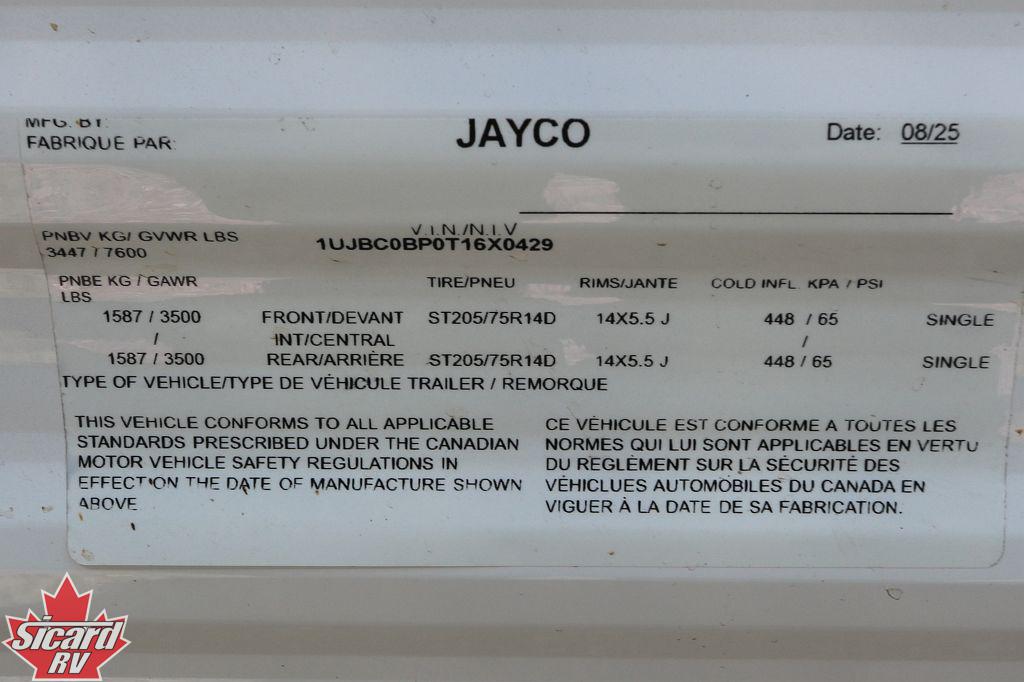 MFG. BY:
FABRIQUE PAR:
JAYCO
Date: 08/25
V.I.N./N.I.V
PNBV KG/ GVWR LBS
1UJBC0BP0T16X0429
3447 / 7600
PNBE KG / GAWR LBS TIRE/PNEU RIMS/JANTE COLD INFL. KPA / PSI
1587 / 3500 FRONT/DEVANT ST205/75R14D 14X5.5 J 448 / 65 SINGLE
/ INT/CENTRAL /
1587 / 3500 REAR/ARRIÈRE ST205/75R14D 14X5.5 J 448 / 65 SINGLE
TYPE OF VEHICLE/TYPE DE VÉHICULE TRAILER / REMORQUE
THIS VEHICLE CONFORMS TO ALL APPLICABLE
STANDARDS PRESCRIBED UNDER THE CANADIAN
MOTOR VEHICLE SAFETY REGULATIONS IN
EFFECT ON THE DATE OF MANUFACTURE SHOWN
ABOVE
CE VÉHICULE EST CONFORME A TOUTES LES
NORMES QUI LUI SONT APPLICABLES EN VERTU
DU REGLÉMENT SUR LA SÉCURITÉ DES
VÉHICLUES AUTOMOBILES DU CANADA EN
VIGUER À LA DATE DE SA FABRICATION.
Sicard
RV